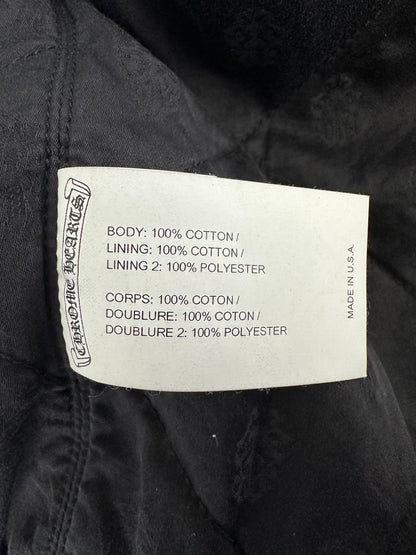 CHROME HEARTS
BODY: 100% COTTON /
LINING: 100% COTTON /
LINING 2: 100% POLYESTER
CORPS: 100% COTON /
DOUBLURE: 100% COTON /
DOUBLURE 2: 100% POLYESTER
MADE IN U.S.A.